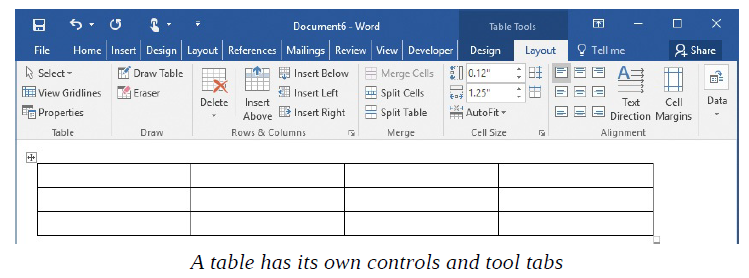 Document6 - Word Table Tools
File Home Insert Design Layout References Mailings Review View Developer Design Layout Tell me Share
Select Draw Table Insert Below Merge Cells 0.12"
View Gridlines Eraser Delete Insert Above Insert Left Split Cells 1.25" Text Direction Cell Margins Data
Properties Insert Right Split Table AutoFit
Table Draw Rows & Columns Merge Cell Size Alignment
A table has its own controls and tool tabs